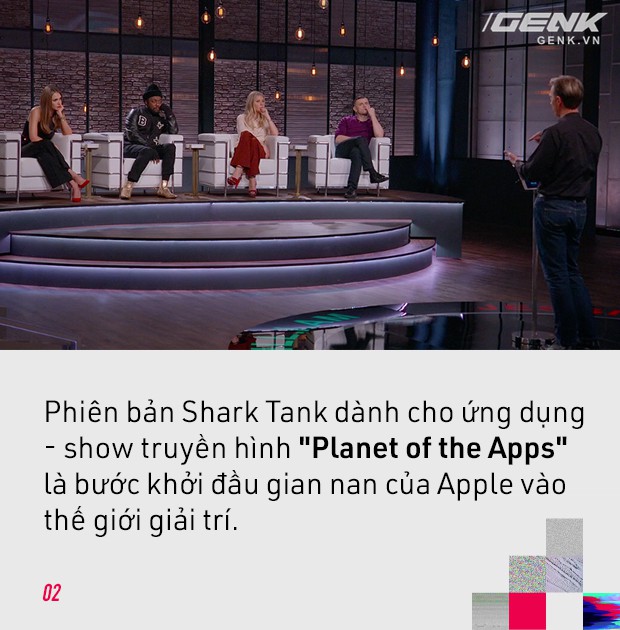 GENK
GENK.VN
Phiên bản Shark Tank dành cho ứng dụng
- show truyền hình "Planet of the Apps"
là bước khởi đầu gian nan của Apple vào
thế giới giải trí.
02